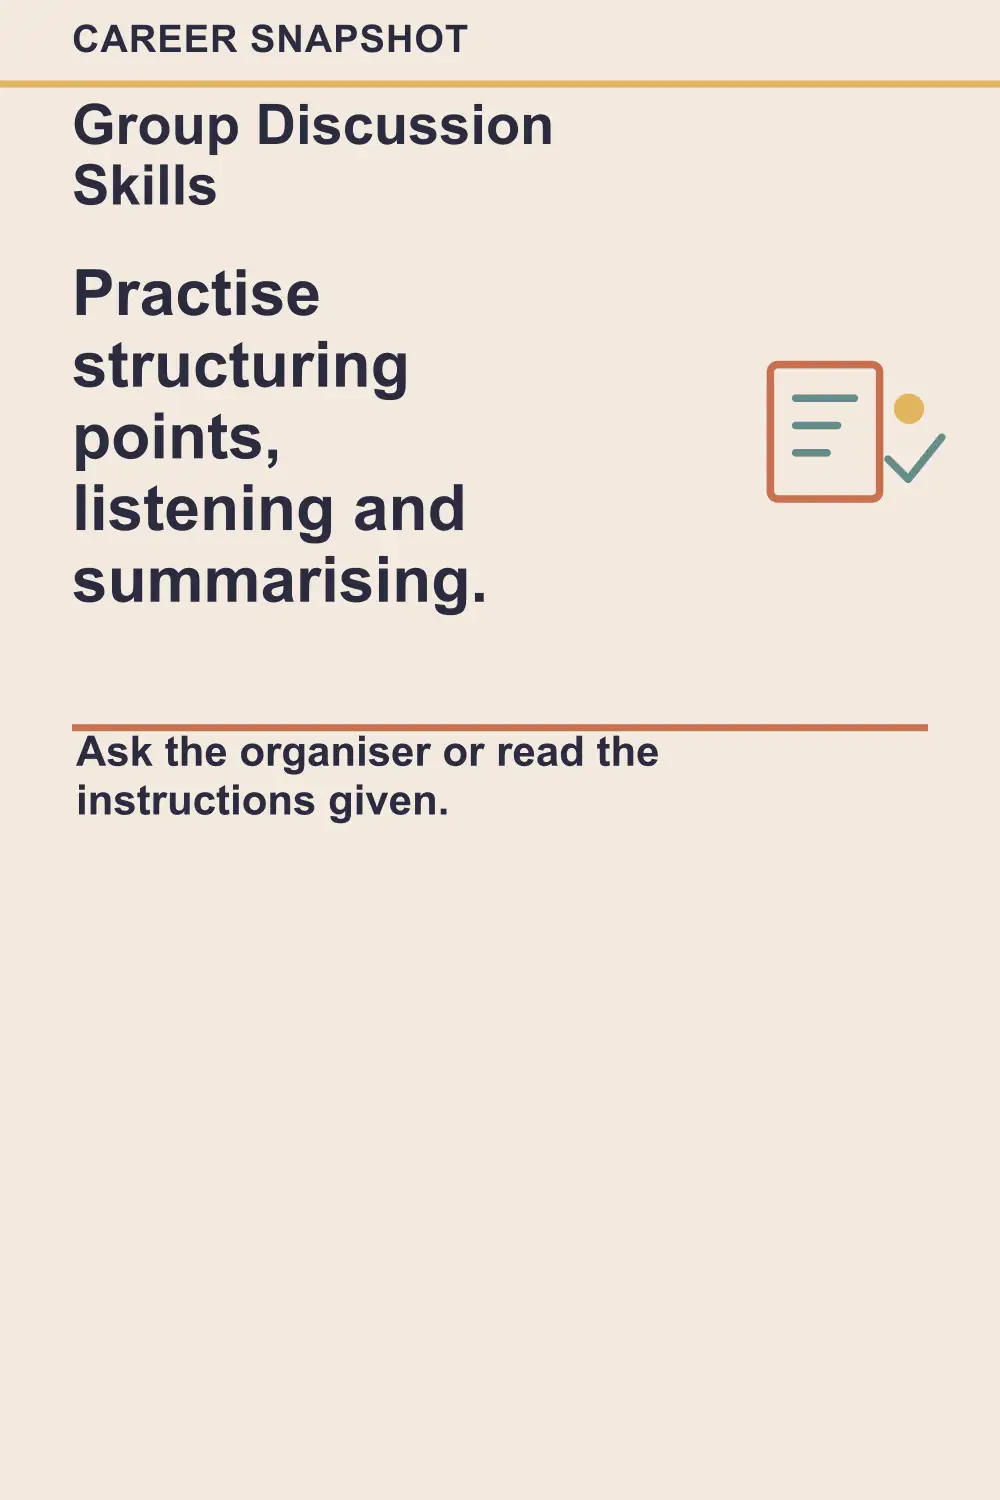 CAREER SNAPSHOT
Group Discussion
Skills
Practise
structuring
points,
listening and
summarising.
Ask the organiser or read the
instructions given.